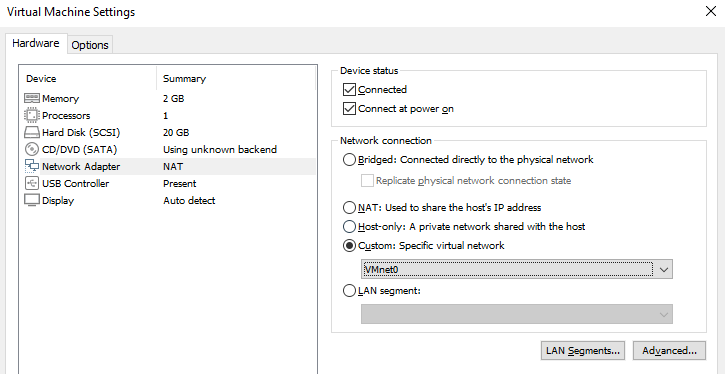 Virtual Machine Settings
Hardware Options
Device Summary
Memory 2 GB
Processors 1
Hard Disk (SCSI) 20 GB
CD/DVD (SATA) Using unknown backend
Network Adapter NAT
USB Controller Present
Display Auto detect
Device status
Connected
Connect at power on
Network connection
Bridged: Connected directly to the physical network
Replicate physical network connection state
NAT: Used to share the host's IP address
Host-only: A private network shared with the host
Custom: Specific virtual network
VMnet0
LAN segment:
LAN Segments... Advanced...